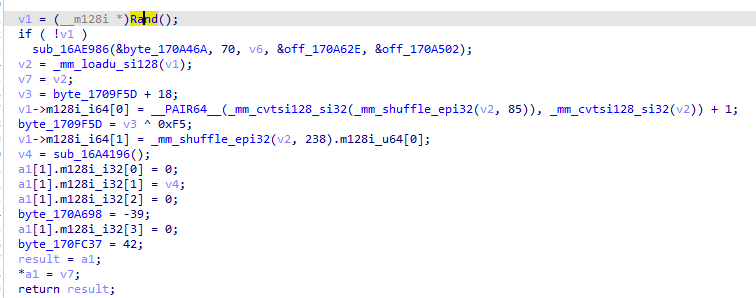 v1 = (__m128i *)Rand();
if ( !v1 )
sub_16AE986(&byte_170A46A, 70, v6, &off_170A62E, &off_170A502);
v2 = _mm_loadu_si128(v1);
v7 = v2;
v3 = byte_1709F5D + 18;
v1->m128i_i64[0] = __PAIR64__(_mm_cvtsi128_si32(_mm_shuffle_epi32(v2, 85)), _mm_cvtsi128_si32(v2)) + 1;
byte_1709F5D = v3 ^ 0xF5;
v1->m128i_i64[1] = _mm_shuffle_epi32(v2, 238).m128i_u64[0];
v4 = sub_16A4196();
a1[1].m128i_i32[0] = 0;
a1[1].m128i_i32[1] = v4;
a1[1].m128i_i32[2] = 0;
byte_170A698 = -39;
a1[1].m128i_i32[3] = 0;
byte_170FC37 = 42;
result = a1;
*a1 = v7;
return result;